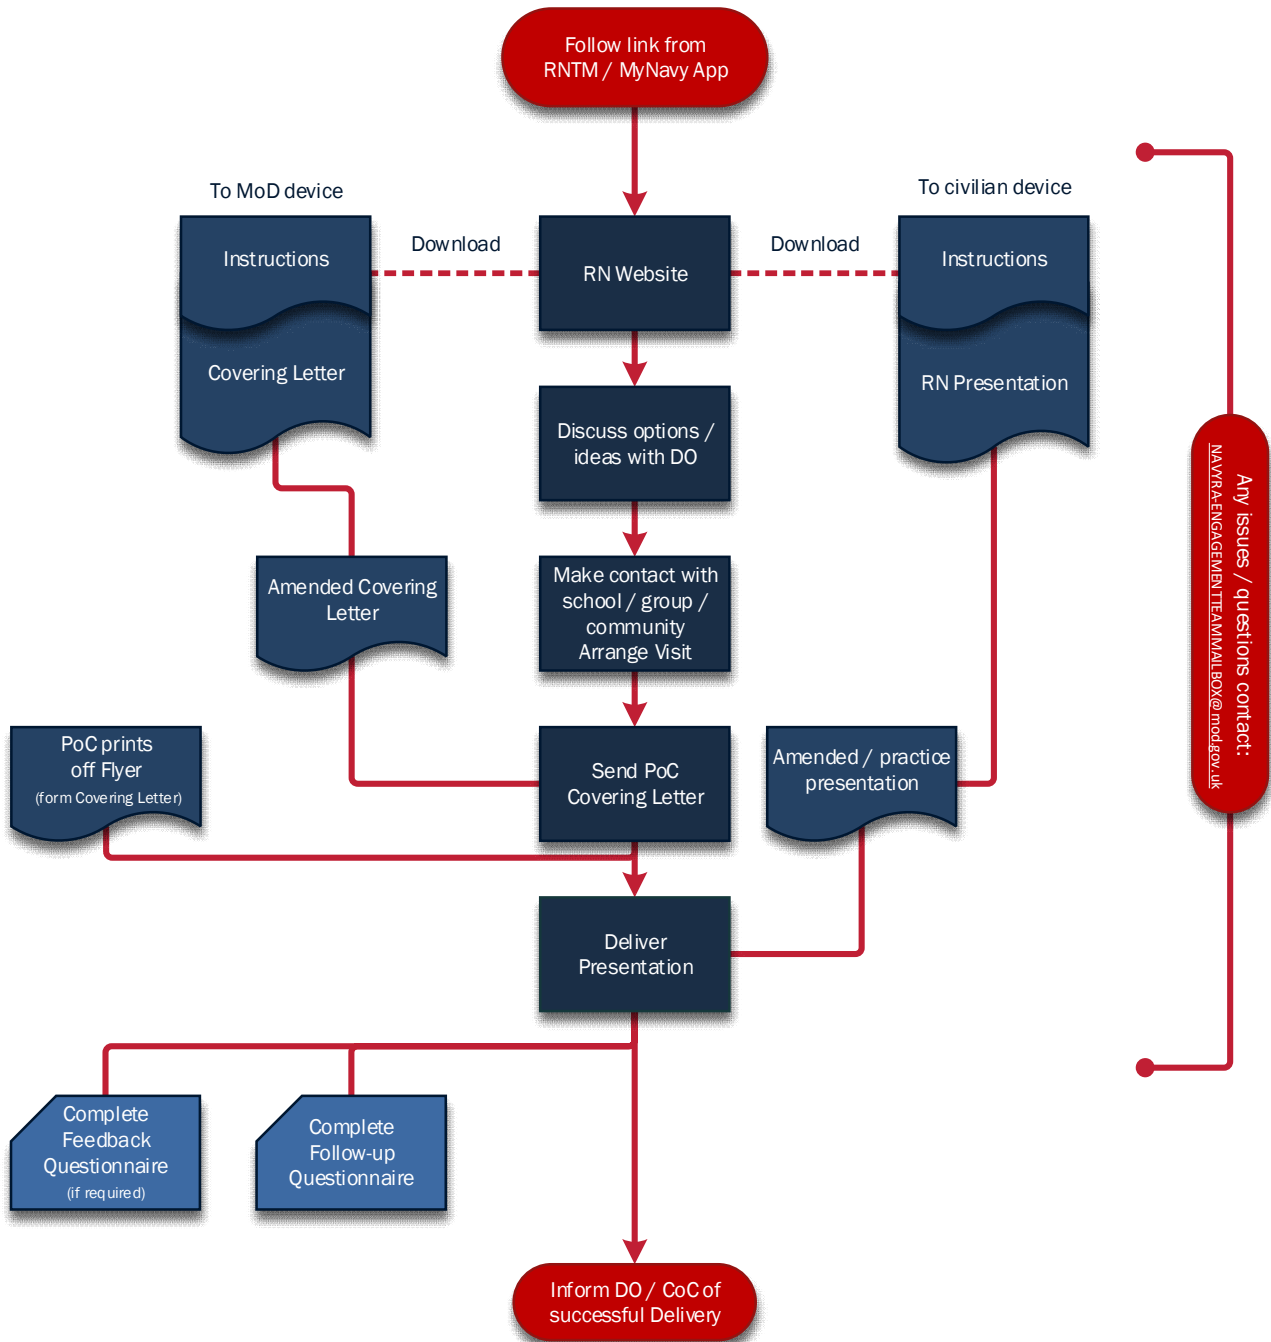 Follow link from
RNTM / MyNavy App
To MoD device
To civilian device
Instructions
Download
RN Website
Download
Instructions
Covering Letter
RN Presentation
Discuss options /
ideas with DO
Any issues / questions contact:
NAVYRA-ENGAGEMENTTEAMMAILBOX@mod.gov.uk
Amended Covering
Letter
Make contact with
school / group /
community
Arrange Visit
PoC prints
off Flyer
(form Covering Letter)
Send PoC
Covering Letter
Amended / practice
presentation
Deliver
Presentation
Complete
Feedback
Questionnaire
(if required)
Complete
Follow-up
Questionnaire
Inform DO / CoC of
successful Delivery